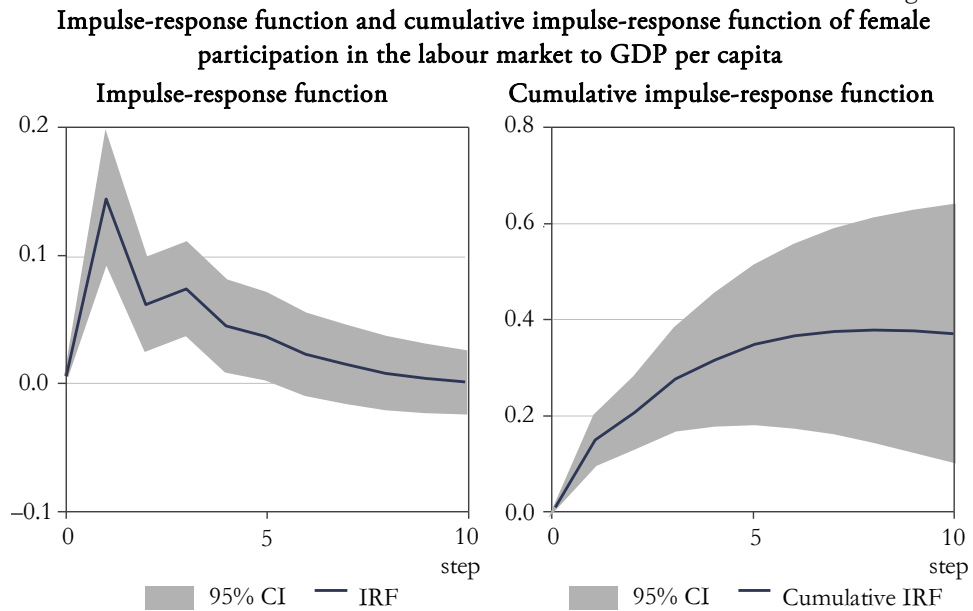 Impulse-response function and cumulative impulse-response function of female
participation in the labour market to GDP per capita
Impulse-response function
0.2
0.1
0.0
–0.1
0
5
10
step
95% CI
IRF
Cumulative impulse-response function
0.8
0.6
0.4
0.2
0.0
0
5
10
step
95% CI
Cumulative IRF